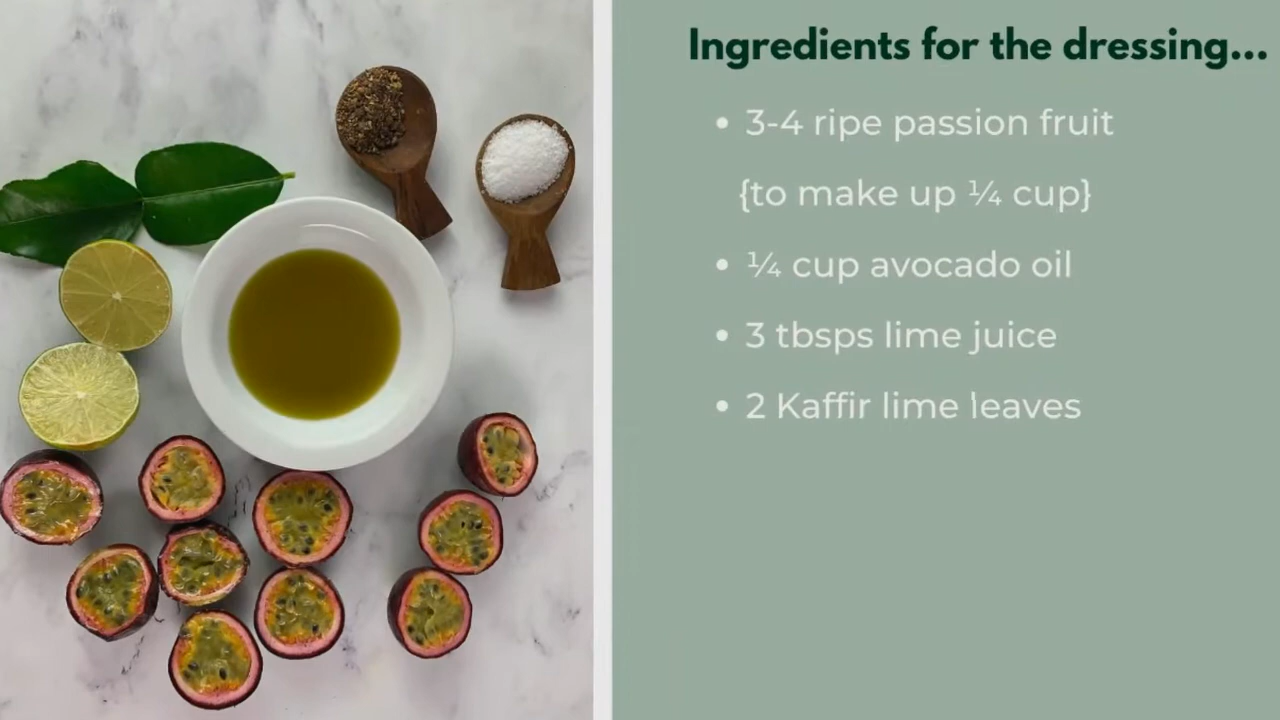 Ingredients for the dressing...
• 3-4 ripe passion fruit
{to make up ¼ cup}
• ¼ cup avocado oil
• 3 tbsps lime juice
• 2 Kaffir lime leaves